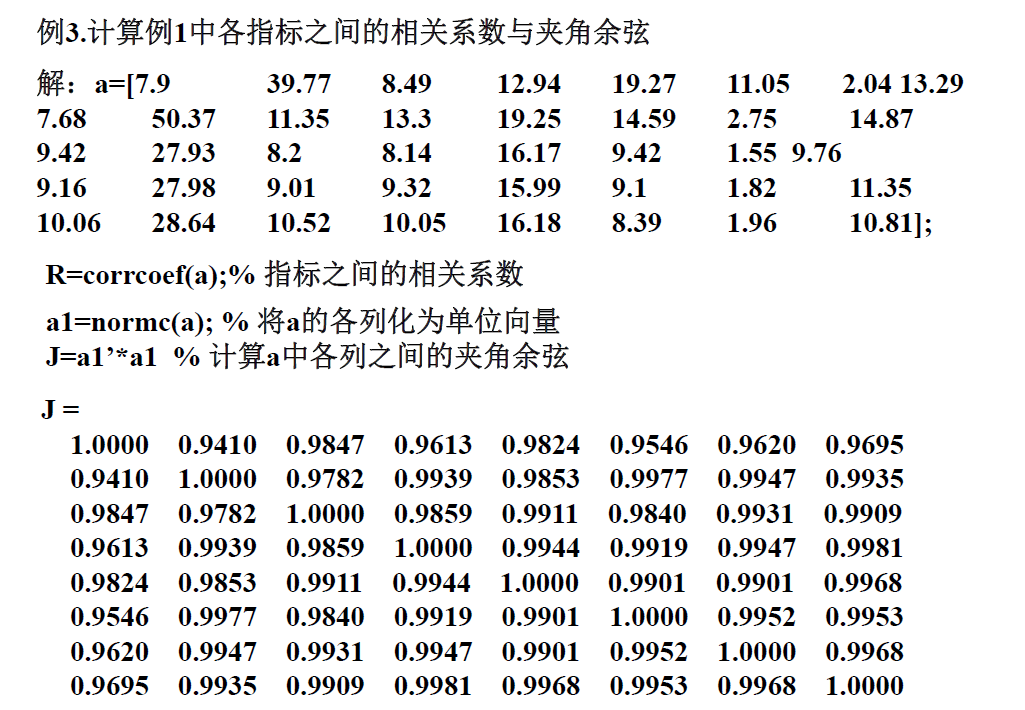 例3.计算例1中各指标之间的相关系数与夹角余弦
解：a=[7.9 39.77 8.49 12.94 19.27 11.05 2.04 13.29
7.68 50.37 11.35 13.3 19.25 14.59 2.75 14.87
9.42 27.93 8.2 8.14 16.17 9.42 1.55 9.76
9.16 27.98 9.01 9.32 15.99 9.1 1.82 11.35
10.06 28.64 10.52 10.05 16.18 8.39 1.96 10.81];
R=corrcoef(a);% 指标之间的相关系数
a1=normc(a); % 将a的各列化为单位向量
J=a1’*a1 % 计算a中各列之间的夹角余弦
J =
1.0000 0.9410 0.9847 0.9613 0.9824 0.9546 0.9620 0.9695
0.9410 1.0000 0.9782 0.9939 0.9853 0.9977 0.9947 0.9935
0.9847 0.9782 1.0000 0.9859 0.9911 0.9840 0.9931 0.9909
0.9613 0.9939 0.9859 1.0000 0.9944 0.9919 0.9947 0.9981
0.9824 0.9853 0.9911 0.9944 1.0000 0.9901 0.9901 0.9968
0.9546 0.9977 0.9840 0.9919 0.9901 1.0000 0.9952 0.9953
0.9620 0.9947 0.9931 0.9947 0.9901 0.9952 1.0000 0.9968
0.9695 0.9935 0.9909 0.9981 0.9968 0.9953 0.9968 1.0000